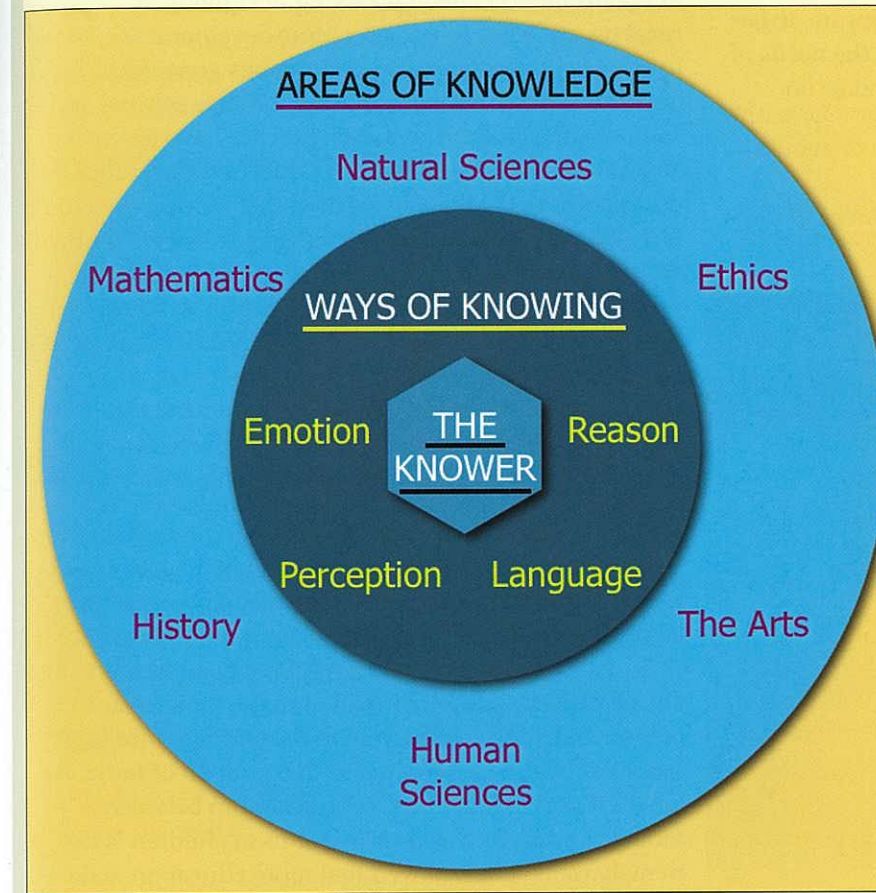 AREAS OF KNOWLEDGE
Natural Sciences
Mathematics
Ethics
WAYS OF KNOWING
Emotion
THE
KNOWER
Reason
Perception
Language
History
The Arts
Human
Sciences